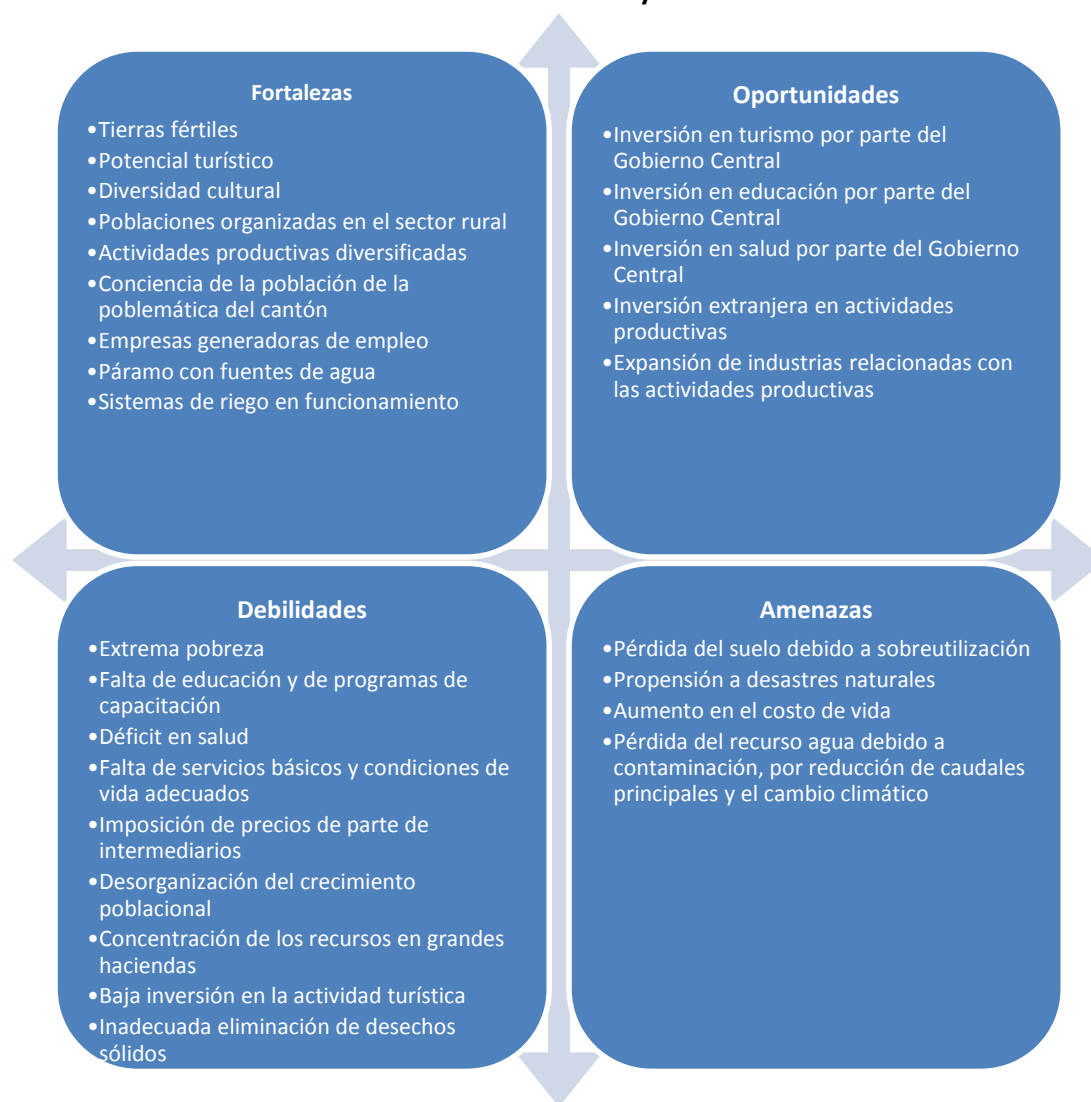 Fortalezas
•Tierras fértiles
•Potencial turístico
•Diversidad cultural
•Poblaciones organizadas en el sector rural
•Actividades productivas diversificadas
•Conciencia de la población de la
poblemática del cantón
•Empresas generadoras de empleo
•Páramo con fuentes de agua
•Sistemas de riego en funcionamiento
Oportunidades
•Inversión en turismo por parte del
Gobierno Central
•Inversión en educación por parte del
Gobierno Central
•Inversión en salud por parte del Gobierno
Central
•Inversión extranjera en actividades
productivas
•Expansión de industrias relacionadas con
las actividades productivas
Debilidades
•Extrema pobreza
•Falta de educación y de programas de
capacitación
•Déficit en salud
•Falta de servicios básicos y condiciones de
vida adecuados
•Imposición de precios de parte de
intermediarios
•Desorganización del crecimiento
poblacional
•Concentración de los recursos en grandes
haciendas
•Baja inversión en la actividad turística
•Inadecuada eliminación de desechos
sólidos
Amenazas
•Pérdida del suelo debido a sobreutilización
•Propensión a desastres naturales
•Aumento en el costo de vida
•Pérdida del recurso agua debido a
contaminación, por reducción de caudales
principales y el cambio climático